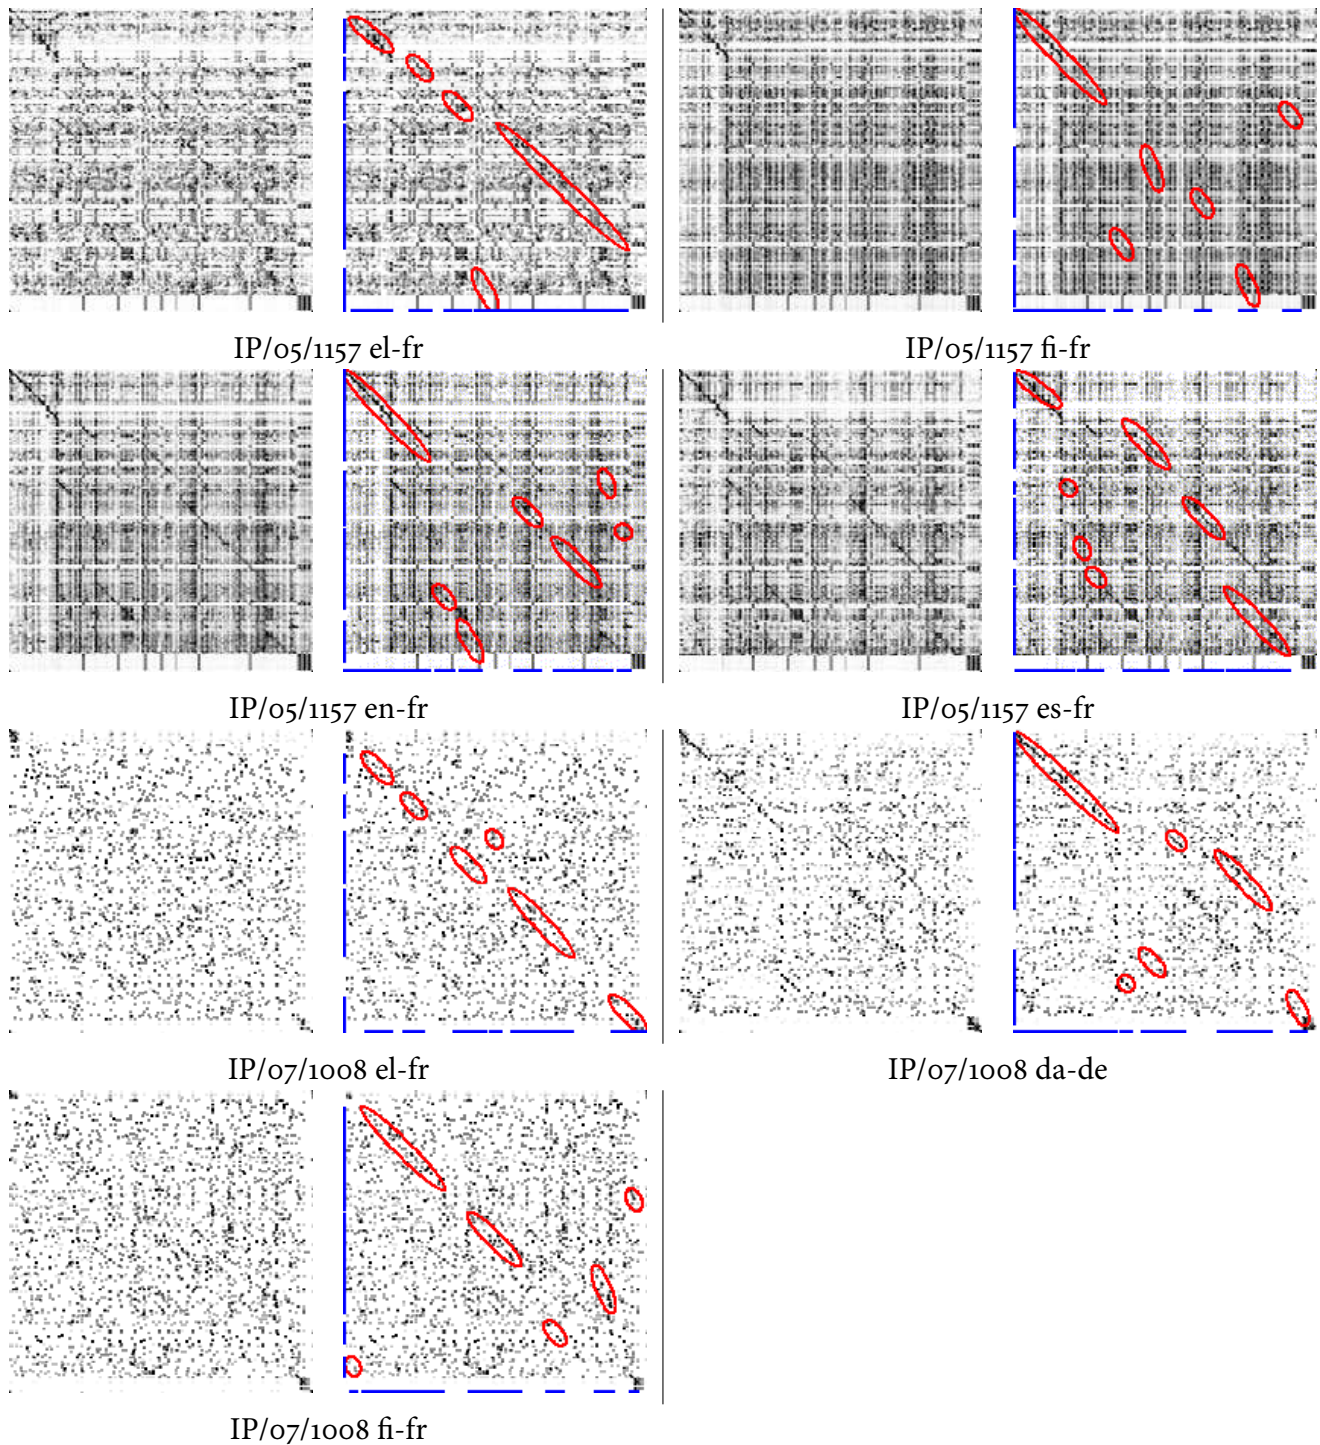 IP/05/1157 el-fr
IP/05/1157 fi-fr
IP/05/1157 en-fr
IP/05/1157 es-fr
IP/07/1008 el-fr
IP/07/1008 da-de
IP/07/1008 fi-fr